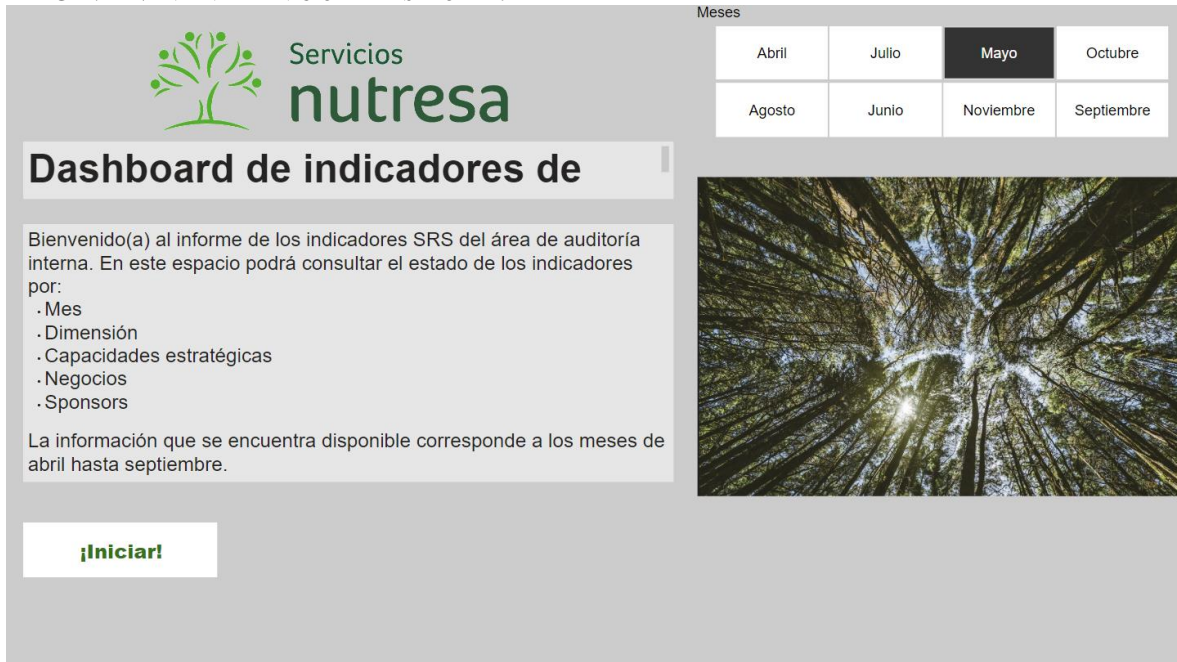 Meses
Servicios
nutresa
Abril Julio Mayo Octubre
Agosto Junio Noviembre Septiembre
Dashboard de indicadores de
Bienvenido(a) al informe de los indicadores SRS del área de auditoría
interna. En este espacio podrá consultar el estado de los indicadores
por:
· Mes
· Dimensión
· Capacidades estratégicas
· Negocios
· Sponsors
La información que se encuentra disponible corresponde a los meses de
abril hasta septiembre.
¡Iniciar!